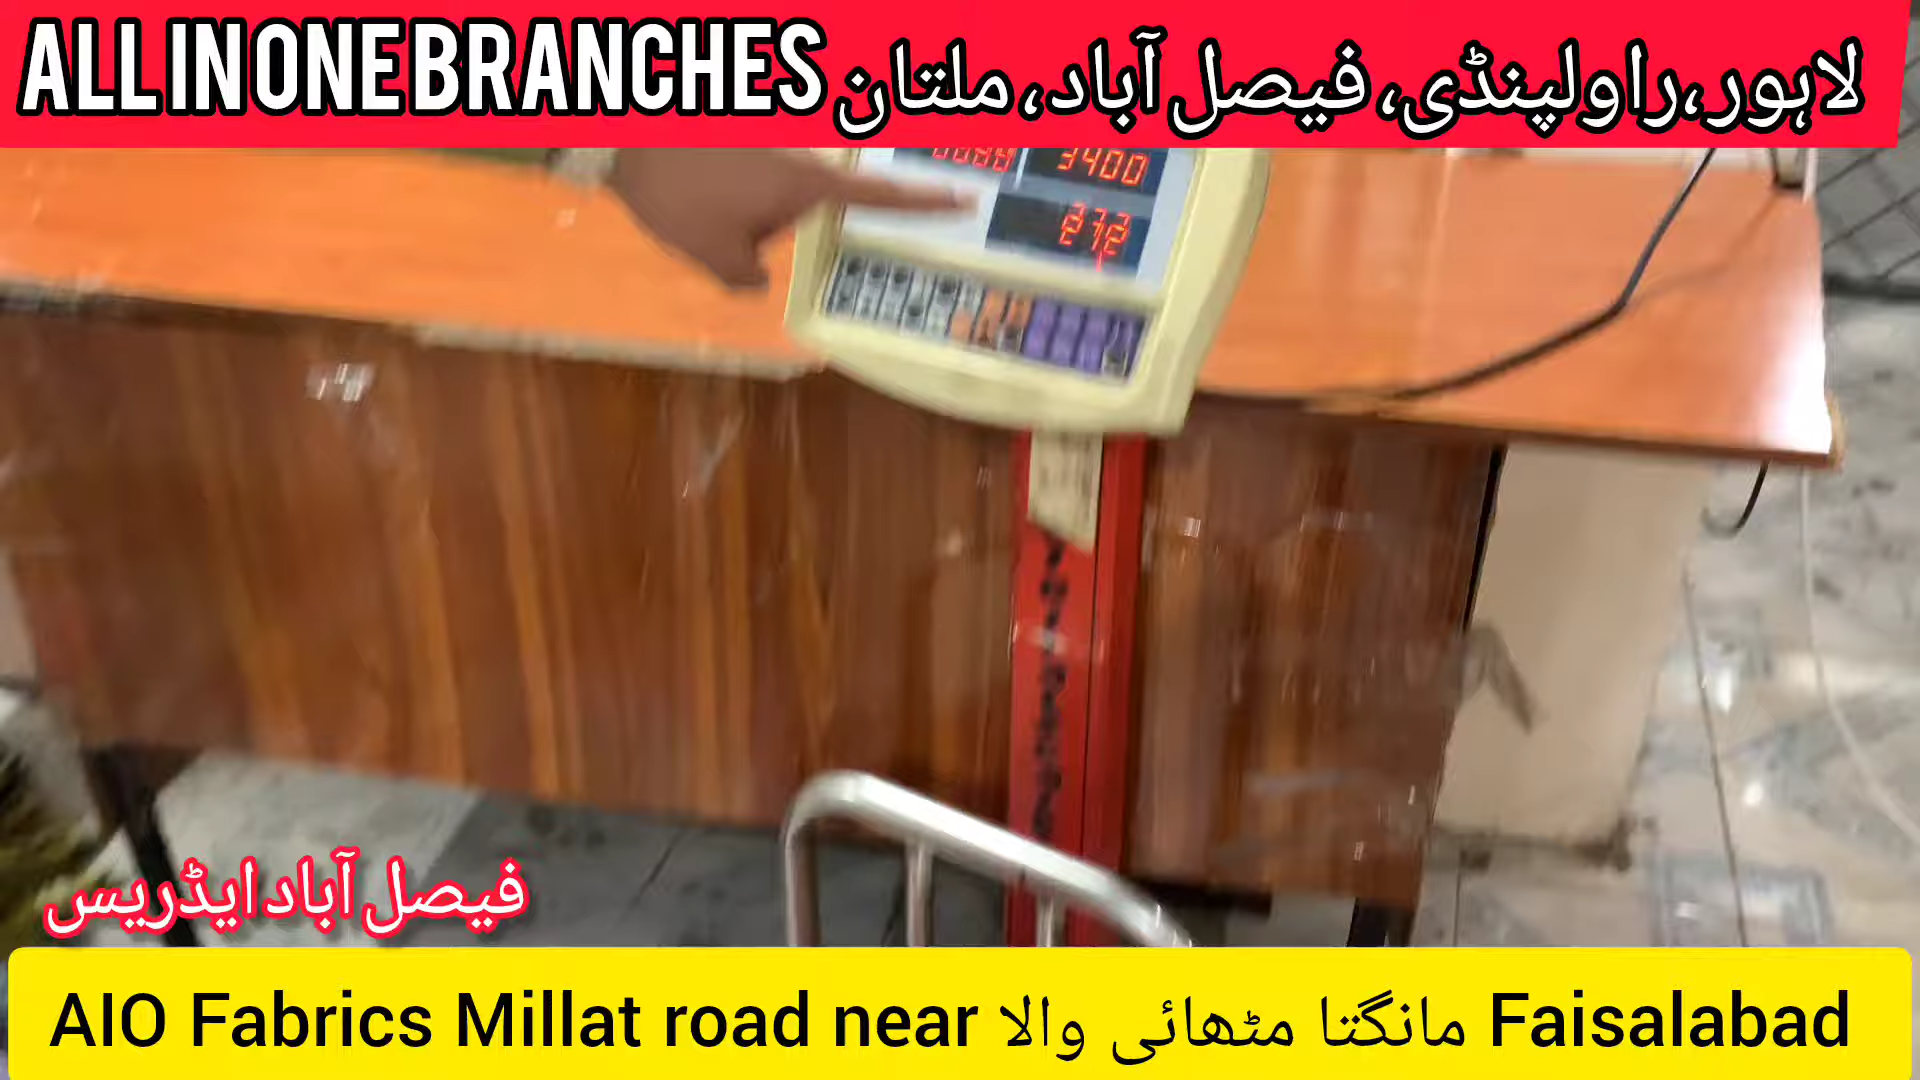 ALL IN ONE BRANCHES لاہور،راولپنڈی، فیصل آباد، ملتان
3400
272
فیصل آباد ایڈریس
AIO Fabrics Millat road near مانگتا مٹھائی والا Faisalabad